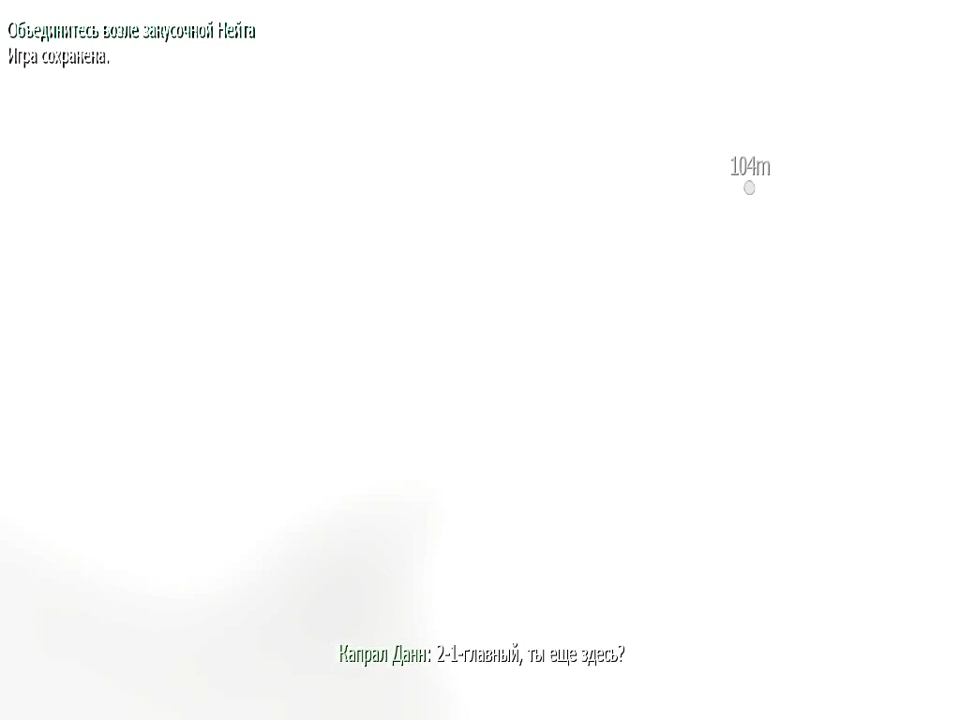 Объединитесь возле закусочной Нейта
Игра сохранена.
104m
Капрал Данн: 2-1-главный, ты еще здесь?